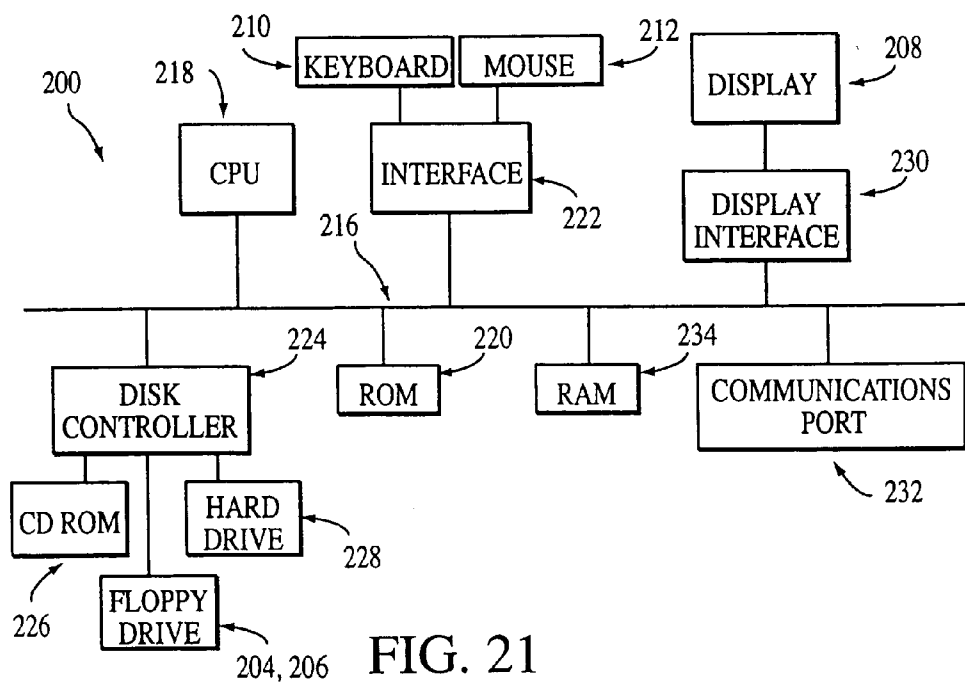 210
KEYBOARD
MOUSE
212
218
200
DISPLAY
208
CPU
INTERFACE
222
230
DISPLAY
INTERFACE
216
224
220
234
DISK
CONTROLLER
ROM
RAM
COMMUNICATIONS
PORT
232
CD ROM
HARD
DRIVE
228
226
FLOPPY
DRIVE
204, 206
FIG. 21